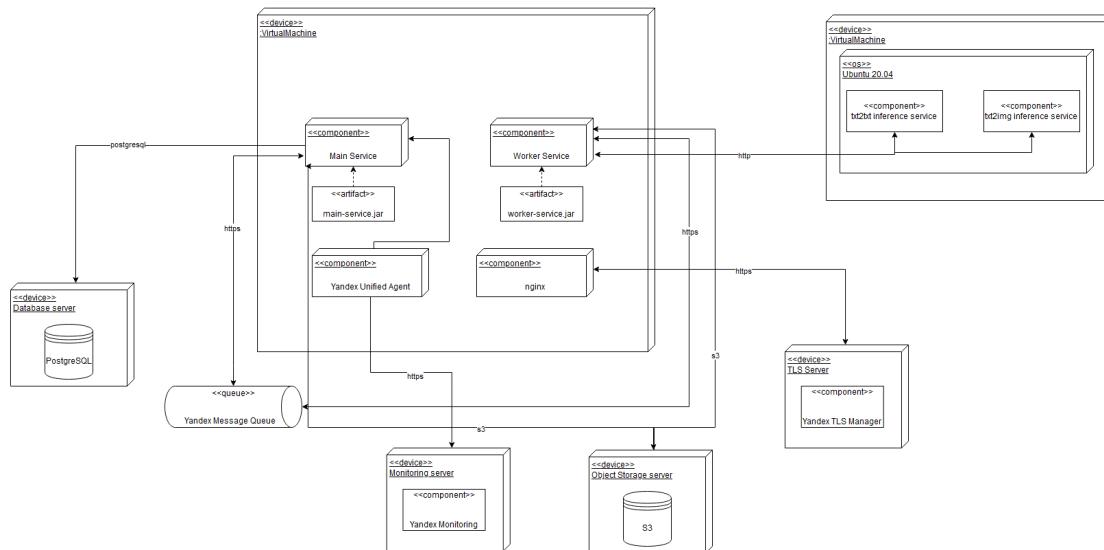 <<device>>
:VirtualMachine
<<component>>
Main Service
<<artifact>>
main-service.jar
<<component>>
Worker Service
<<artifact>>
worker-service.jar
<<component>>
Yandex Unified Agent
<<component>>
nginx
<<device>>
:VirtualMachine
<<os>>
Ubuntu 20.04
<<component>>
txt2txt inference service
<<component>>
txt2img inference service
postgresql
http
https
https
https
s3
<<device>>
Database server
PostgreSQL
<<queue>>
Yandex Message Queue
https
s3
<<device>>
TLS Server
<<component>>
Yandex TLS Manager
<<device>>
Monitoring server
<<component>>
Yandex Monitoring
<<device>>
Object Storage server
S3